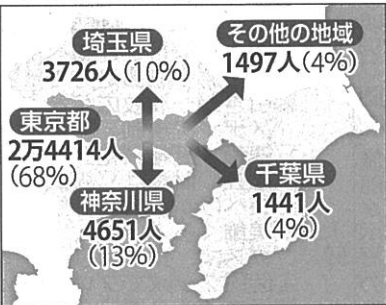 埼玉県
3726人(10%)
その他の地域
1497人(4%)
東京都
2万4414人
(68%)
神奈川県
4651人
(13%)
千葉県
1441人
(4%)